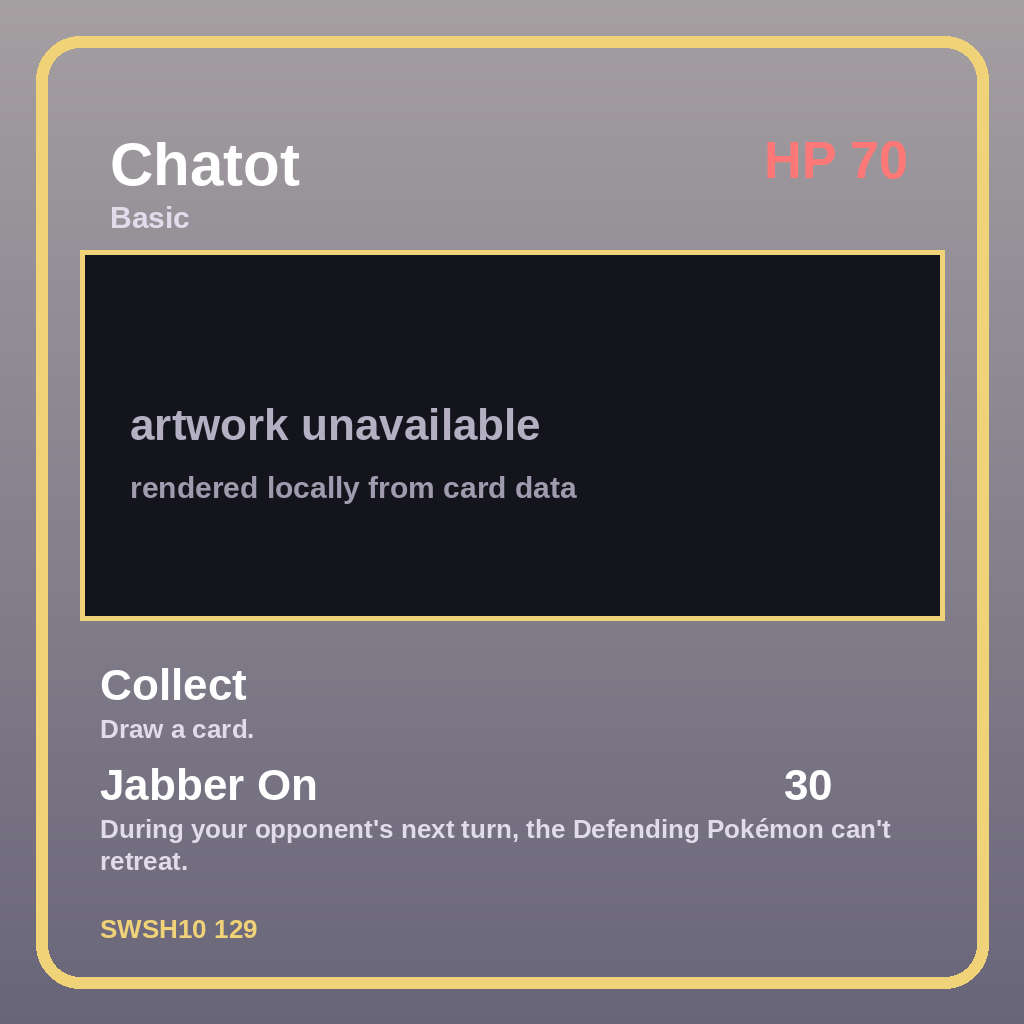 Chatot
HP 70
Basic
artwork unavailable
rendered locally from card data
Collect
Draw a card.
Jabber On
30
During your opponent's next turn, the Defending Pokémon can't
retreat.
SWSH10 129